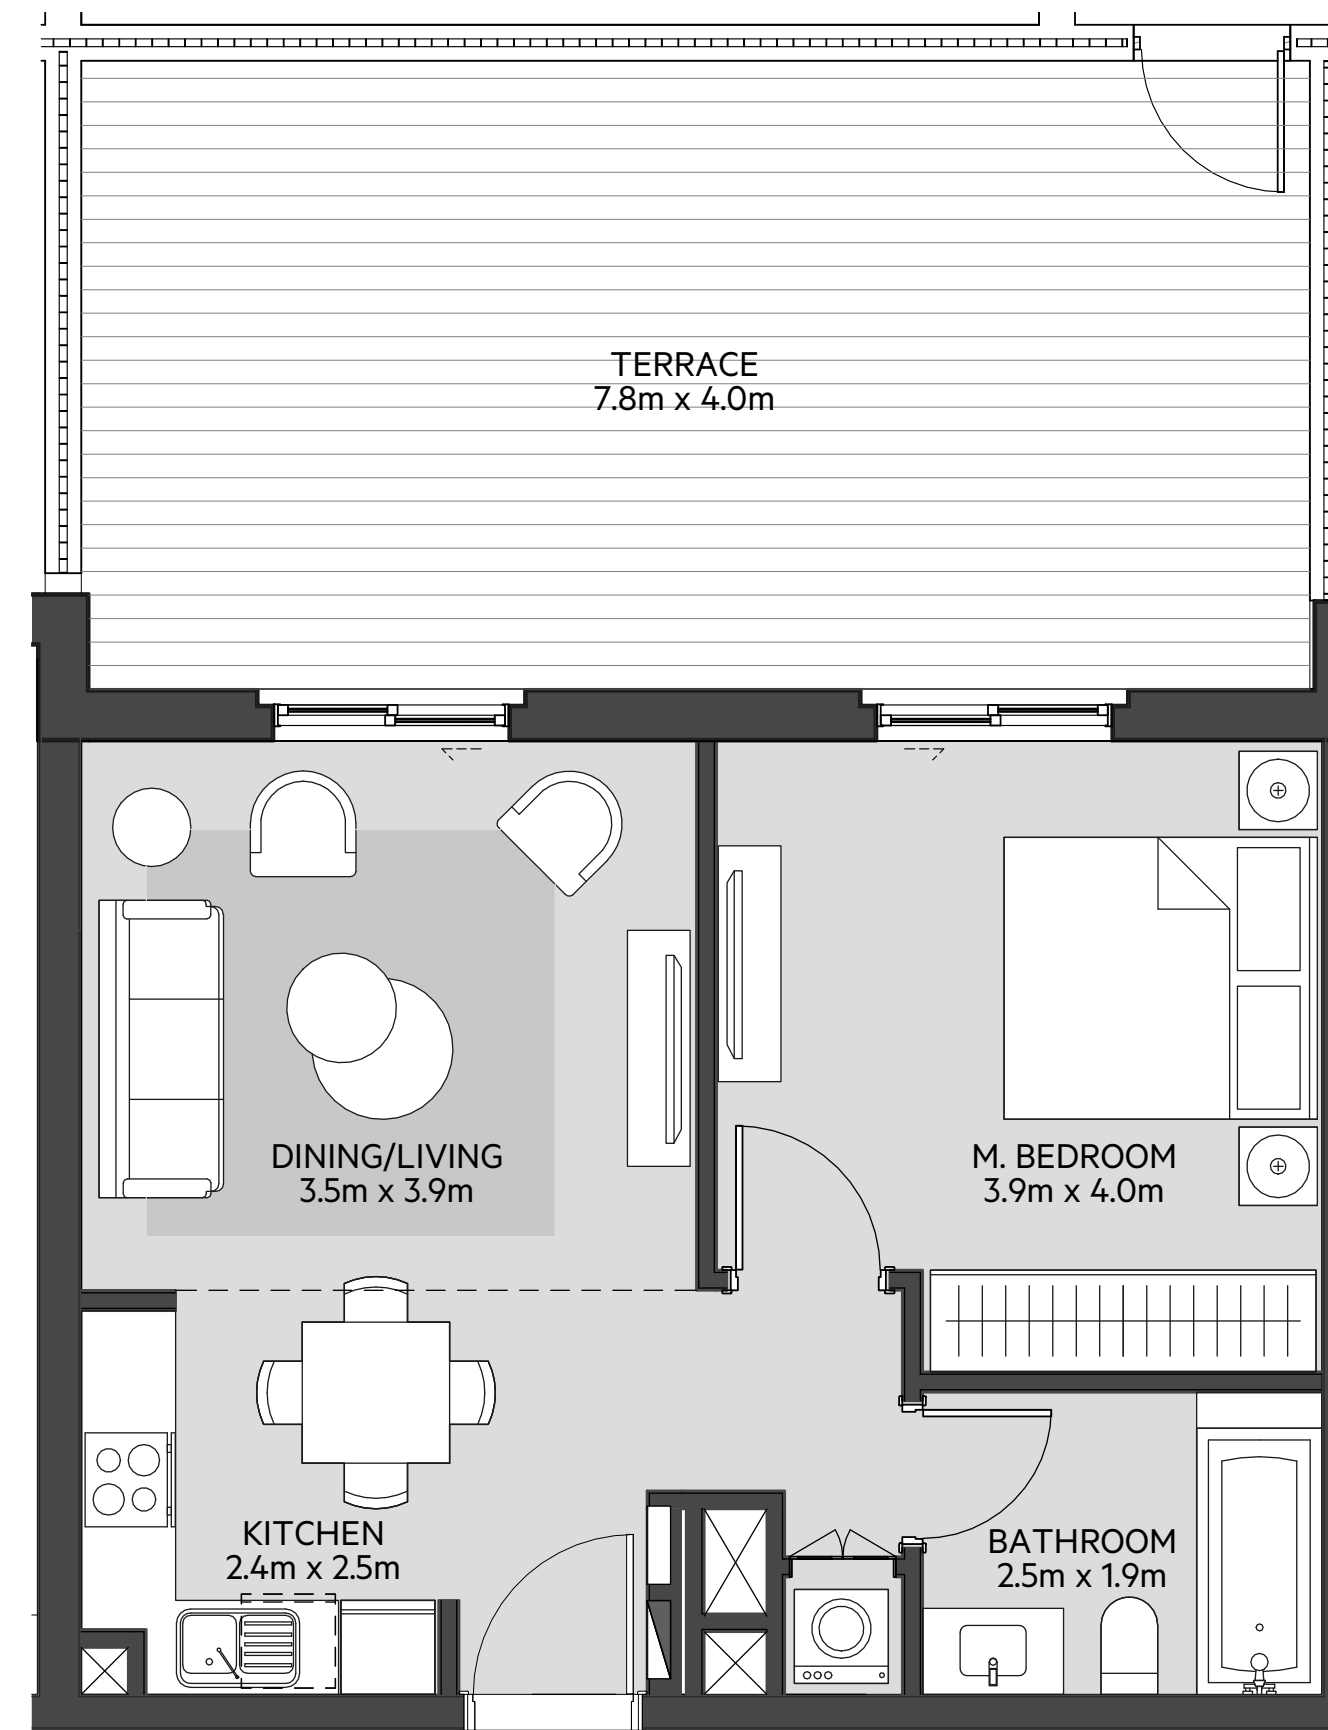 TERRACE
7.8m x 4.0m
DINING/LIVING
3.5m x 3.9m
M. BEDROOM
3.9m x 4.0m
KITCHEN
2.4m x 2.5m
BATHROOM
2.5m x 1.9m